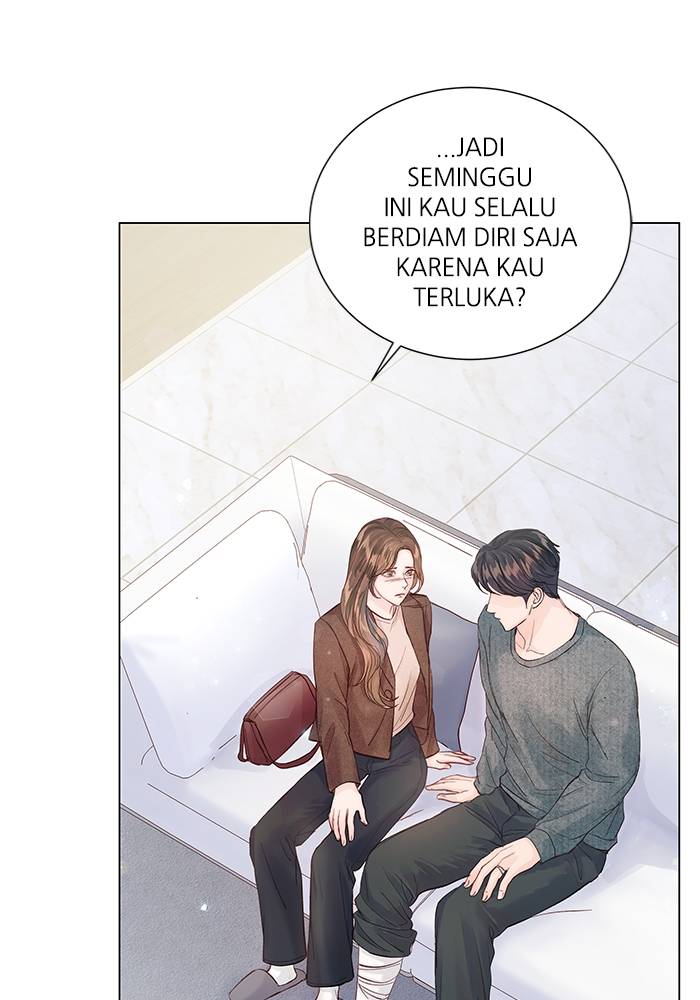 ...JADI
SEMINGGU
INI KAU SELALU
BERDIAM DIRI SAJA
KARENA KAU
TERLUKA?